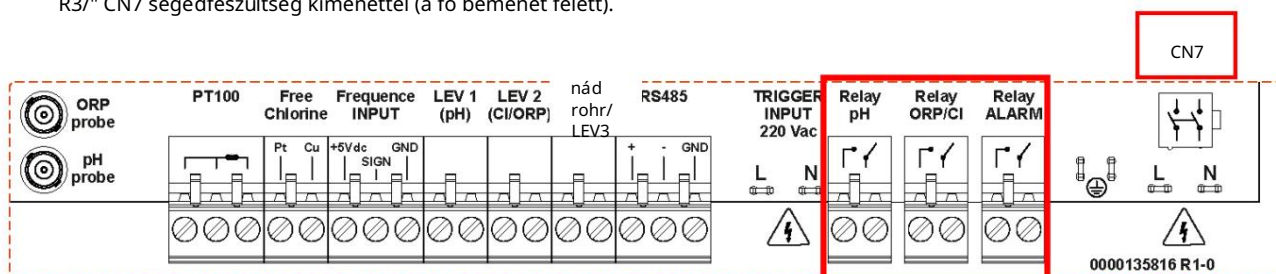 R3/" CN7 segédfeszültség kimenettel (a fő bemenet felett).
CN7
ORP
probe
pH
probe
PT100
Free
Chlorine
Frequence
INPUT
LEV 1
(pH)
LEV 2
(CI/ORP)
nád
rohr/
LEV3
RS485
TRIGGER
INPUT
220 Vac
Relay
pH
Relay
ORP/CI
Relay
ALARM
Pt Cu
+5Vdc GND
SIGN
+ - GND
L N
L N
0000135816 R1-0